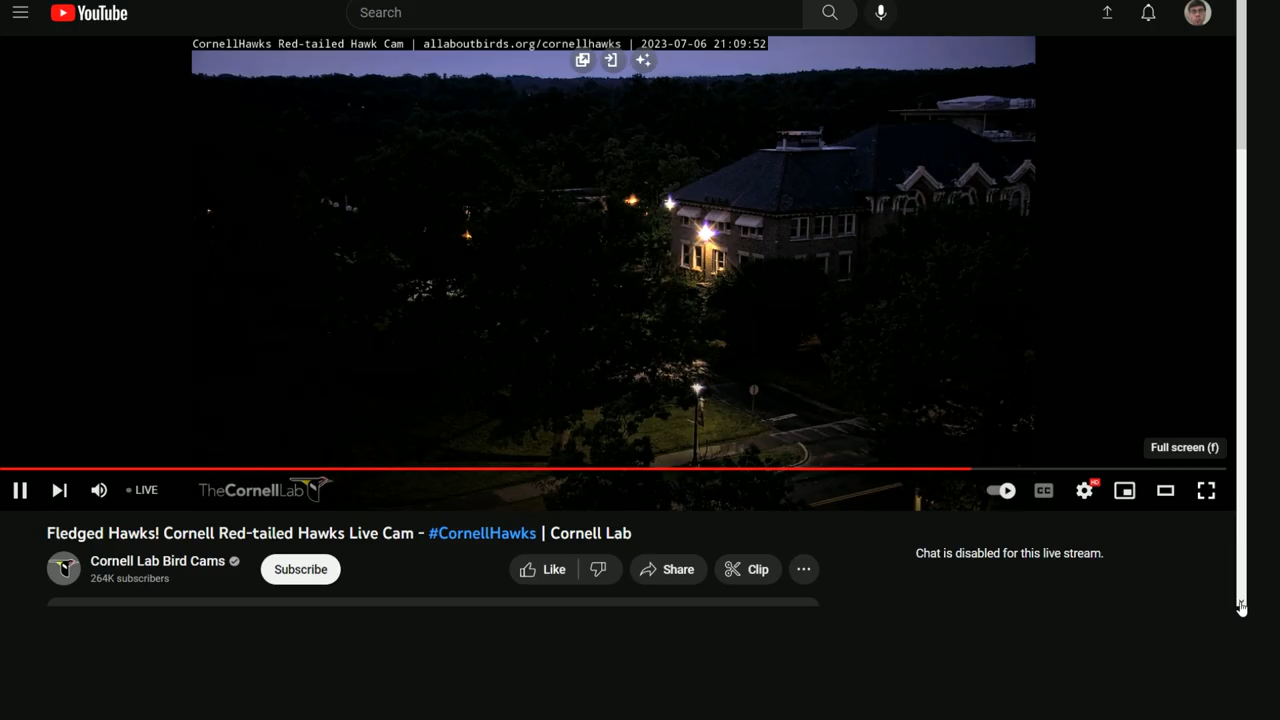 YouTube
Search
CornellHawks Red-tailed Hawk Cam | allaboutbirds.org/cornellhawks | 2023-07-06 21:09:52
Full screen (f)
LIVE
TheCornellLab
CC
HD
Fledged Hawks! Cornell Red-tailed Hawks Live Cam - #CornellHawks | Cornell Lab
Cornell Lab Bird Cams
264K subscribers
Subscribe
Like
Share
Clip
Chat is disabled for this live stream.